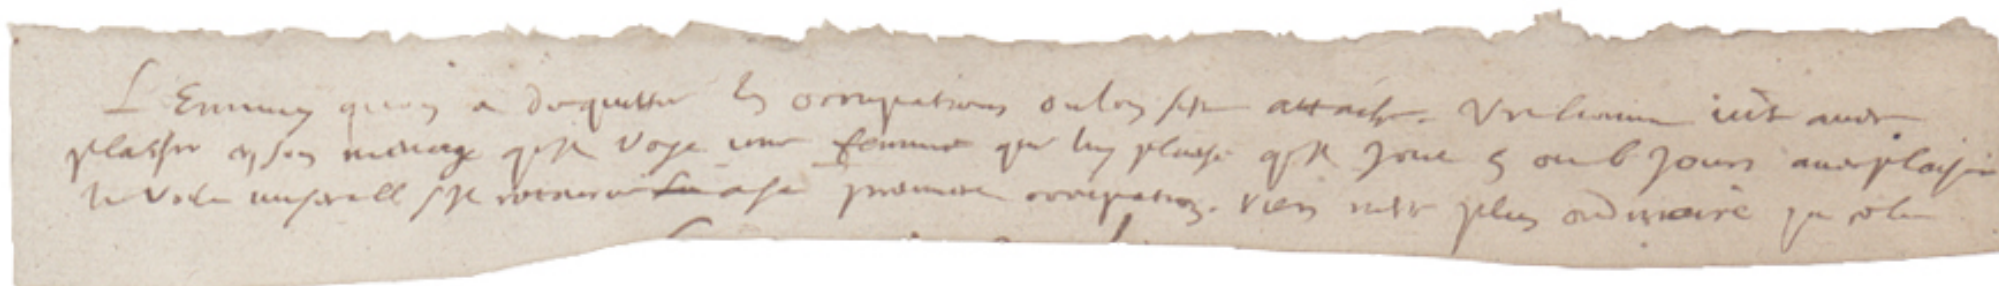 L'Ennuy quon a de quitter les occupations ou lon sest attaché. Un homme vit avec
plaisir en son menage quil voye une femme qui luy plaise quil joue 5 ou 6 jours avec plaisir
le voila miserable sil retourne a sa premiere occupation. rien nest plus ordinaire que cela